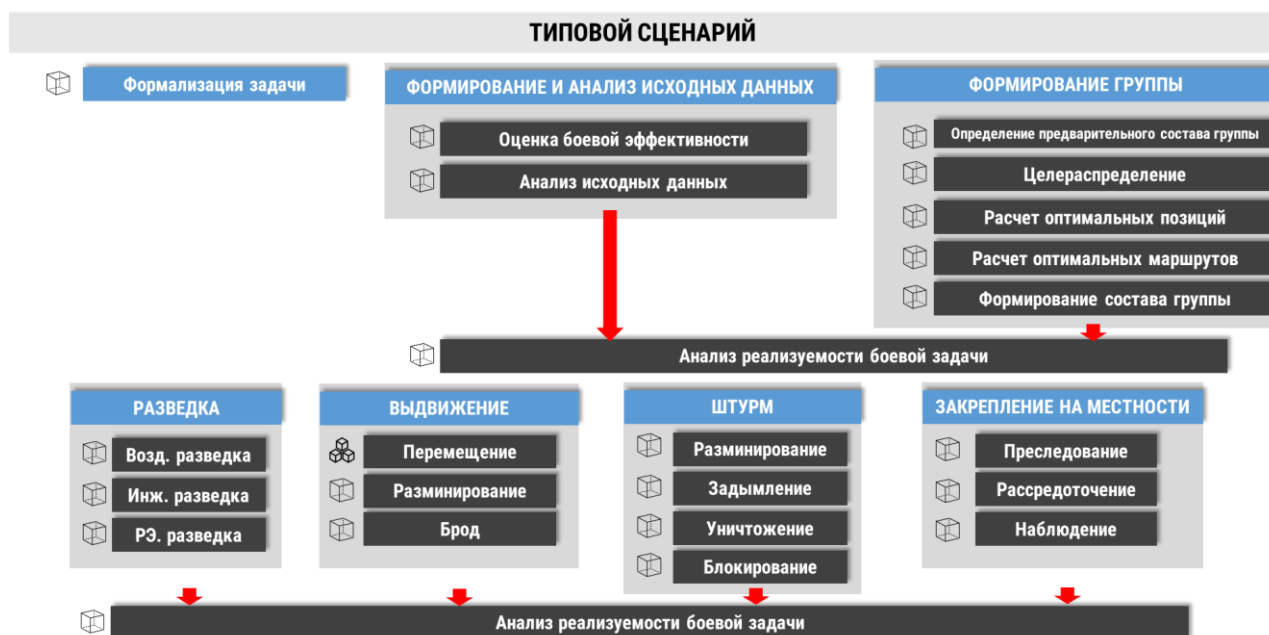 ТИПОВОЙ СЦЕНАРИЙ
Формализация задачи
ФОРМИРОВАНИЕ И АНАЛИЗ ИСХОДНЫХ ДАННЫХ
Оценка боевой эффективности
Анализ исходных данных
ФОРМИРОВАНИЕ ГРУППЫ
Определение предварительного состава группы
Целераспределение
Расчет оптимальных позиций
Расчет оптимальных маршрутов
Формирование состава группы
Анализ реализуемости боевой задачи
РАЗВЕДКА
Возд. разведка
Инж. разведка
РЭ. разведка
ВЫДВИЖЕНИЕ
Перемещение
Разминирование
Брод
ШТУРМ
Разминирование
Задымление
Уничтожение
Блокирование
ЗАКРЕПЛЕНИЕ НА МЕСТНОСТИ
Преследование
Рассредоточение
Наблюдение
Анализ реализуемости боевой задачи